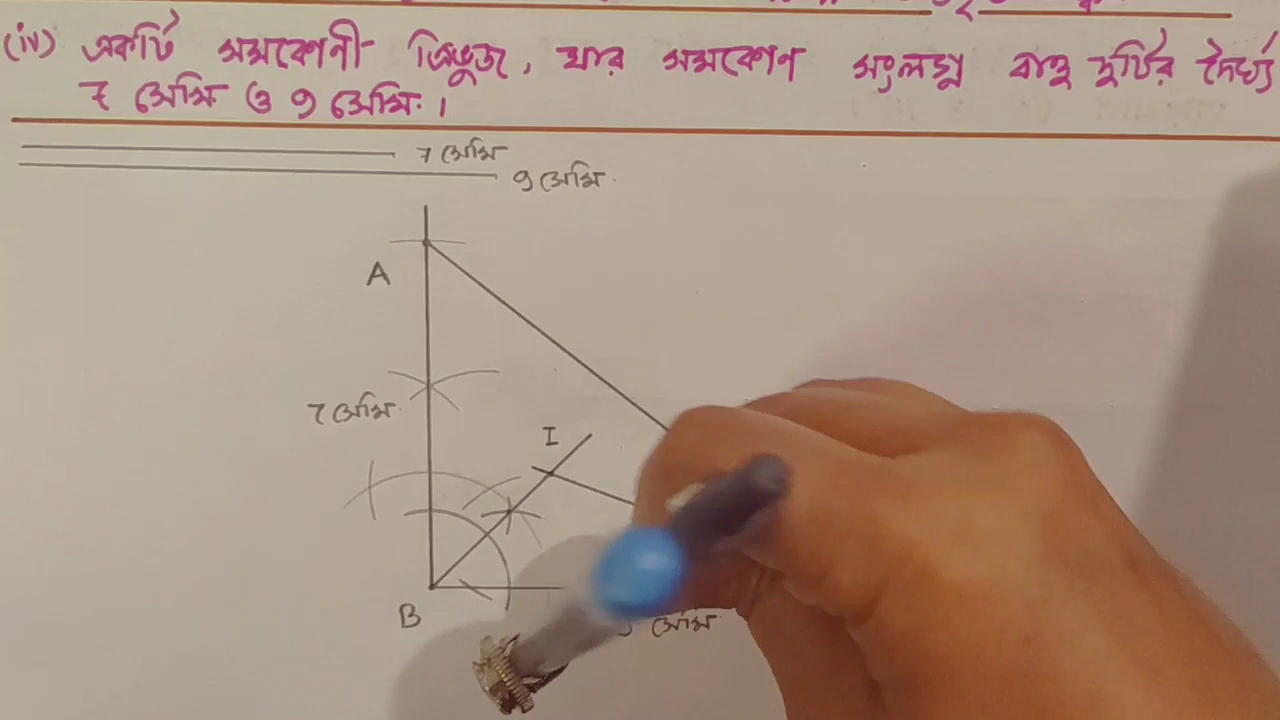 (iv) একটি সমকোণী ত্রিভুজ, যার সমকোণ সংলগ্ন বাহু দুটির দৈর্ঘ্য
৭ সেমি ও ৯ সেমি.।
৭ সেমি
৯ সেমি.
A
৭ সেমি.
I
B
সেমি.